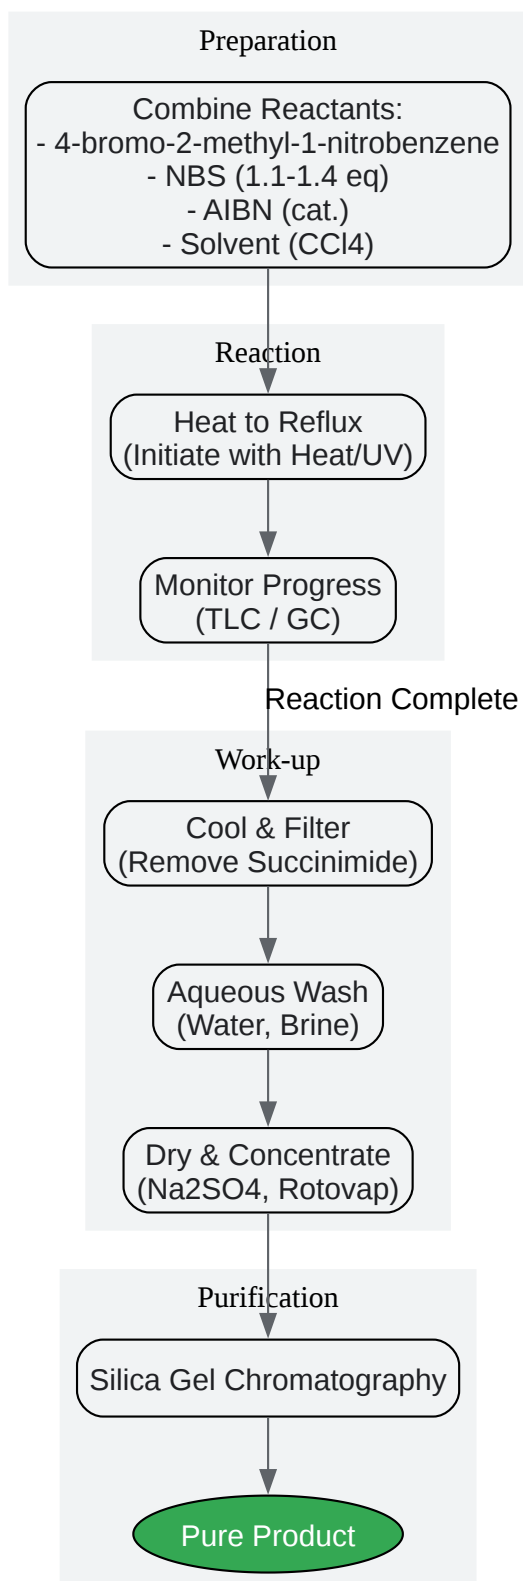 Preparation
Combine Reactants:
- 4-bromo-2-methyl-1-nitrobenzene
- NBS (1.1-1.4 eq)
- AIBN (cat.)
- Solvent (CCl4)
Reaction
Heat to Reflux
(Initiate with Heat/UV)
Monitor Progress
(TLC / GC)
Reaction Complete
Work-up
Cool & Filter
(Remove Succinimide)
Aqueous Wash
(Water, Brine)
Dry & Concentrate
(Na2SO4, Rotovap)
Purification
Silica Gel Chromatography
Pure Product